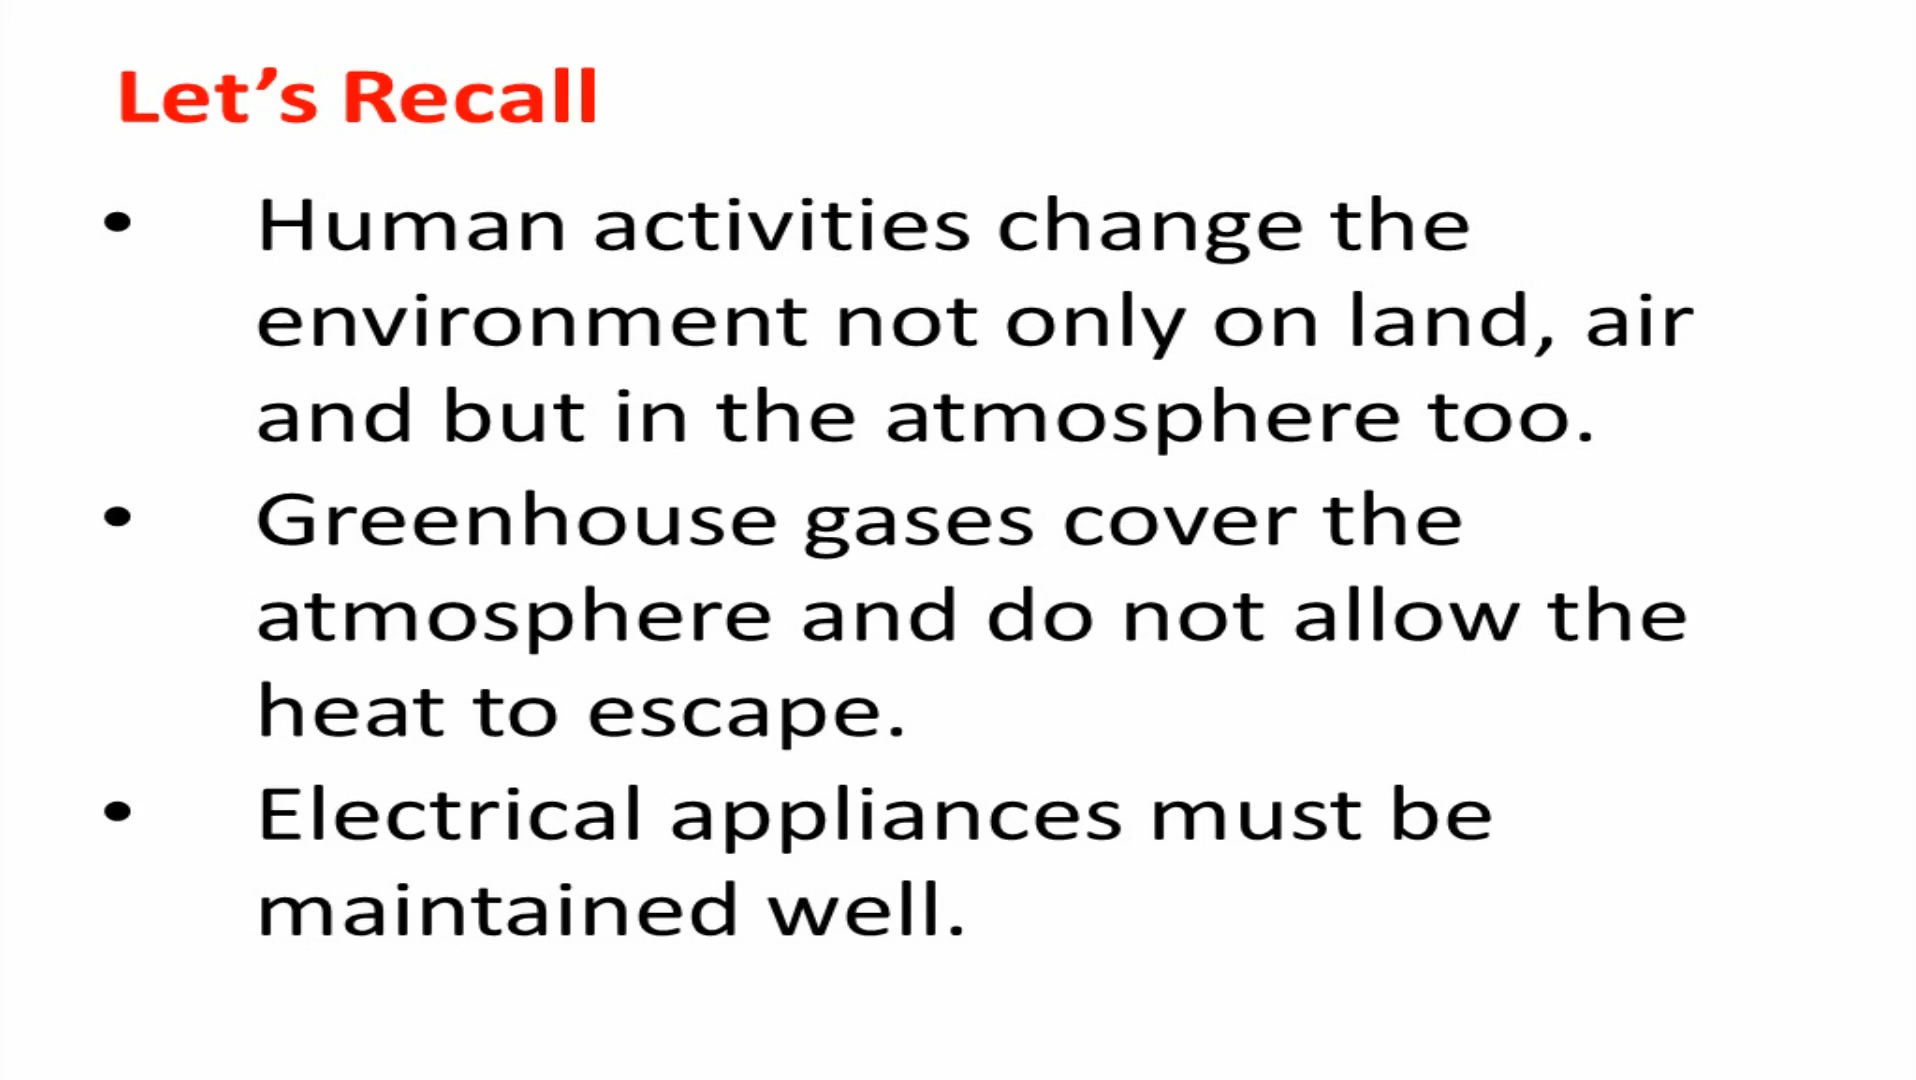 Let’s Recall
• Human activities change the
environment not only on land, air
and but in the atmosphere too.
• Greenhouse gases cover the
atmosphere and do not allow the
heat to escape.
• Electrical appliances must be
maintained well.